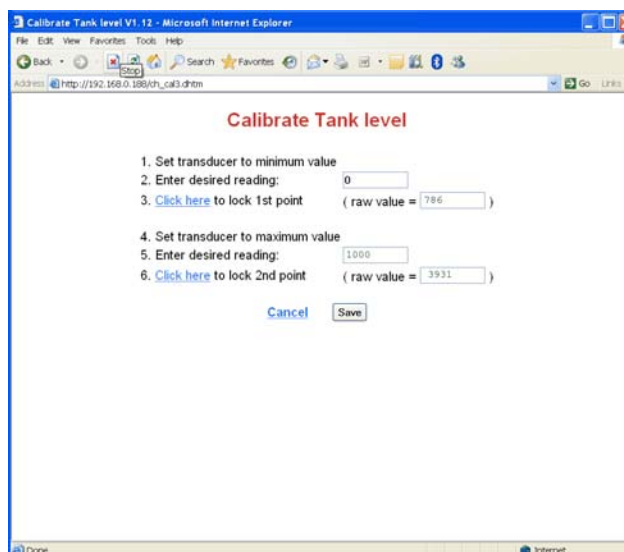 Calibrate Tank level V1.12 - Microsoft Internet Explorer
File Edit View Favorites Tools Help
Back Search Favorites
Stop
Address http://192.168.0.188/ch_cal3.dhtm Go Links
Calibrate Tank level
1. Set transducer to minimum value
2. Enter desired reading: 0
3. Click here to lock 1st point ( raw value = 786 )
4. Set transducer to maximum value
5. Enter desired reading: 1000
6. Click here to lock 2nd point ( raw value = 3931 )
Cancel Save
Done Internet